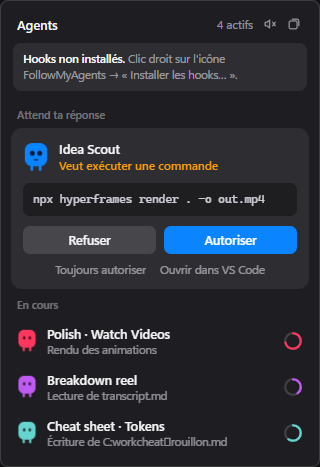 Agents
4 actifs
Hooks non installés. Clic droit sur l'icône
FollowMyAgents → « Installer les hooks... ».
Attend ta réponse
Idea Scout
Veut exécuter une commande
npx hyperframes render . -o out.mp4
Refuser
Autoriser
Toujours autoriser
Ouvrir dans VS Code
En cours
Polish · Watch Videos
Rendu des animations
Breakdown reel
Lecture de transcript.md
Cheat sheet · Tokens
Écriture de C:workcheat□rouillon.md